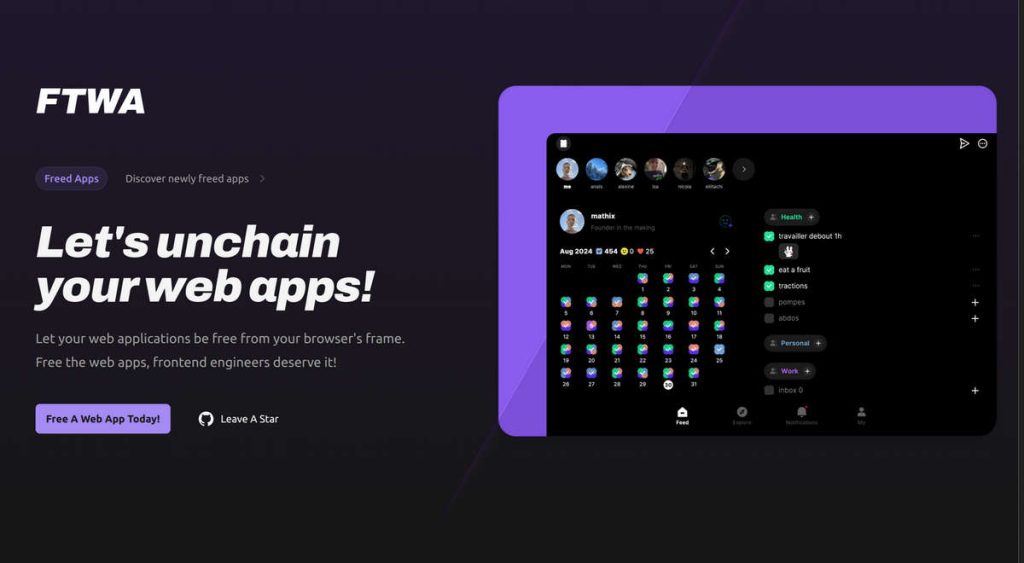 FTWA
Freed Apps
Discover newly freed apps
Let's unchain
your web apps!
Let your web applications be free from your browser's frame.
Free the web apps, frontend engineers deserve it!
Free A Web App Today!
Leave A Star
me
anais
isa
nicola
mathix
Founder in the making
Aug 2024 454 0 25
MON TUE WED THU FRI SAT SUN
1 2 3 4
5 6 7 8 9 10 11
12 13 14 15 16 17 18
19 20 21 22 23 24 25
26 27 28 29 30 31
Health +
travailler debout 1h
eat a fruit
tractions
pompes
abdos
Personal +
Work +
inbox 0
Feed
Explore
Notifications
My